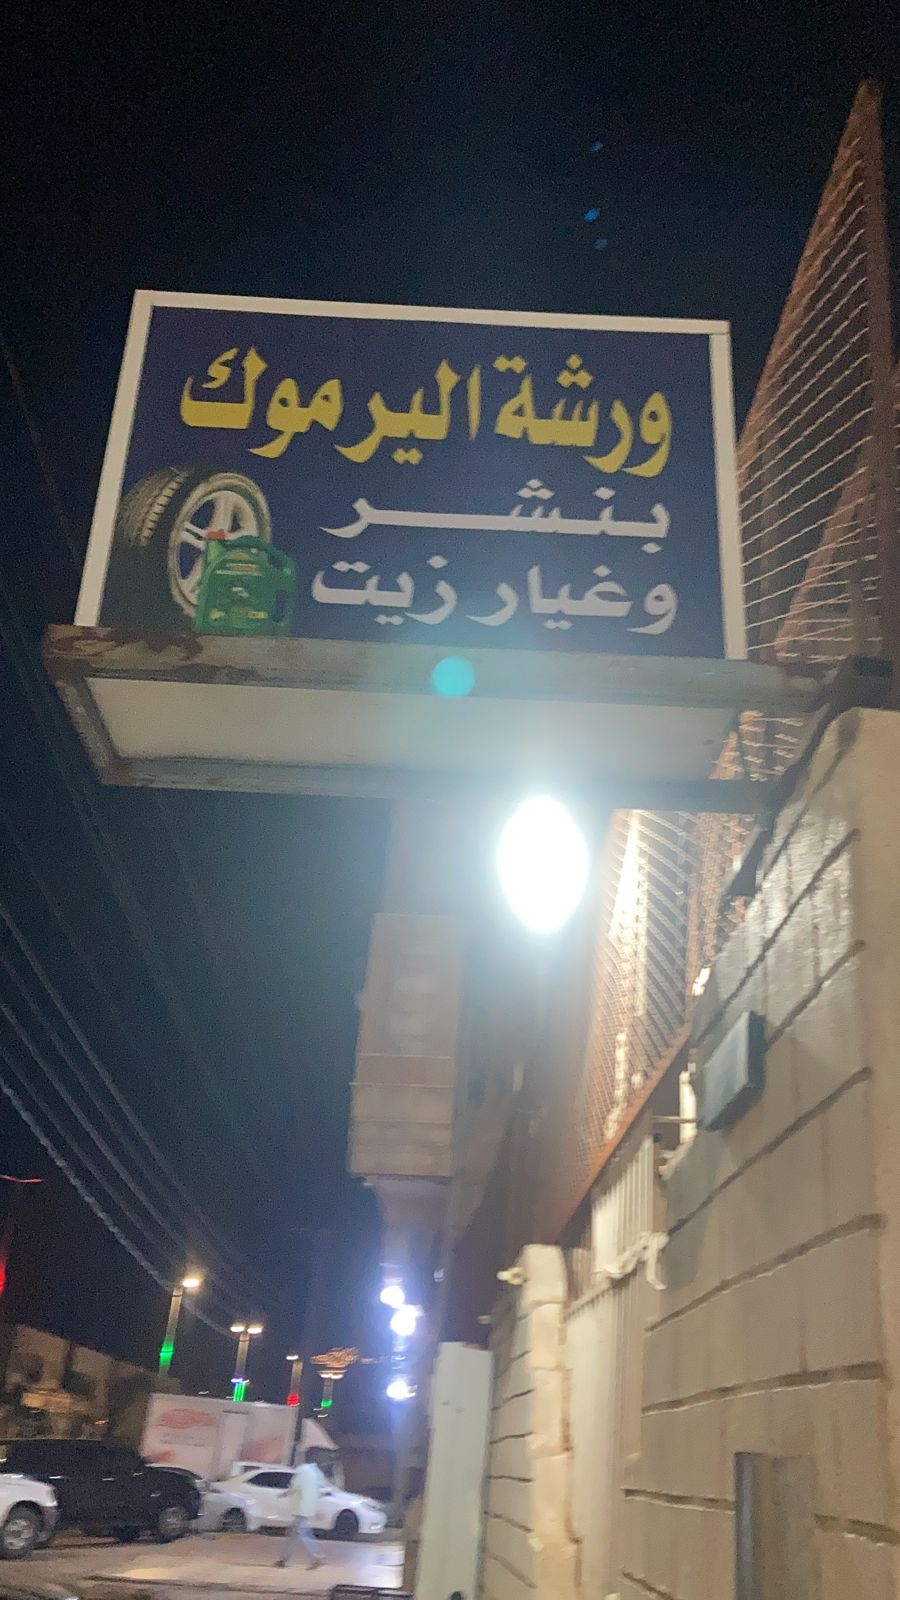 ورشة اليرموك
بنشر
وغيار زيت